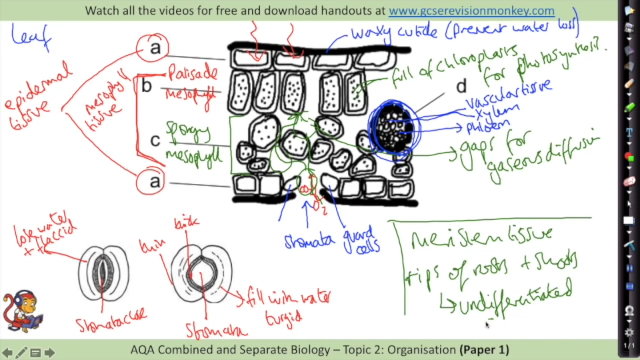 Watch all the videos for free and download handouts at www.gcserevisionmonkey.com
Leaf
waxy cuticle (prevent water loss)
a
epidermal tissue
mesophyll tissue
b
Palisade
mesophyll
full of chloroplasts
for photosynthesis
d
vascular tissue
xylem
phloem
c
Spongy
mesophyll
gaps for
gaseous diffusion
a
O2
stomata
guard
cells
lose water
+ flaccid
thick
thin
fill with water
turgid
Stomata close
Stomata
Meristem tissue
tips of roots + shoots
↳ undifferentiated
AQA Combined and Separate Biology – Topic 2: Organisation (Paper 1)
1/1